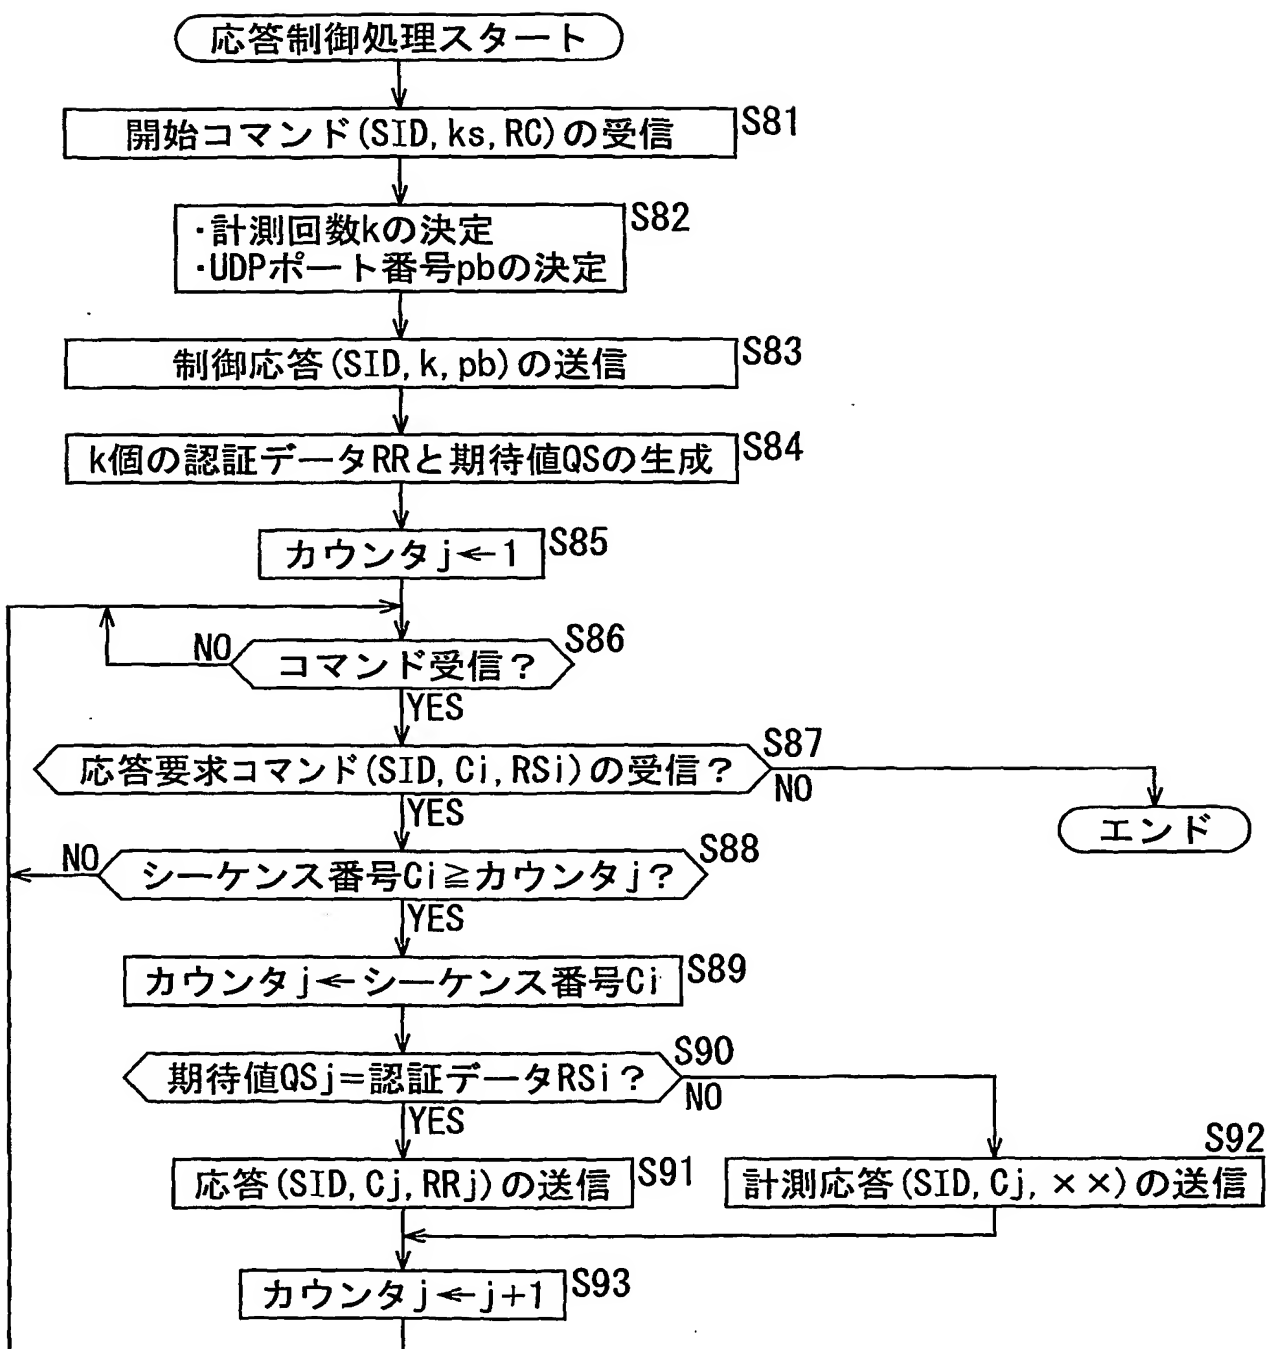 応答制御処理スタート
開始コマンド(SID,ks,RC)の受信
S81
・計測回数kの決定
・UDPポート番号pbの決定
S82
制御応答(SID,k,pb)の送信
S83
k個の認証データRRと期待値QSの生成
S84
カウンタj←1
S85
コマンド受信?
S86
NO
YES
応答要求コマンド(SID,Ci,RSi)の受信?
S87
NO
YES
エンド
シーケンス番号Ci≧カウンタj?
S88
NO
YES
カウンタj←シーケンス番号Ci
S89
期待値QSj=認証データRSi?
S90
NO
YES
応答(SID,Cj,RRj)の送信
S91
S92
計測応答(SID,Cj,××)の送信
カウンタj←j+1
S93